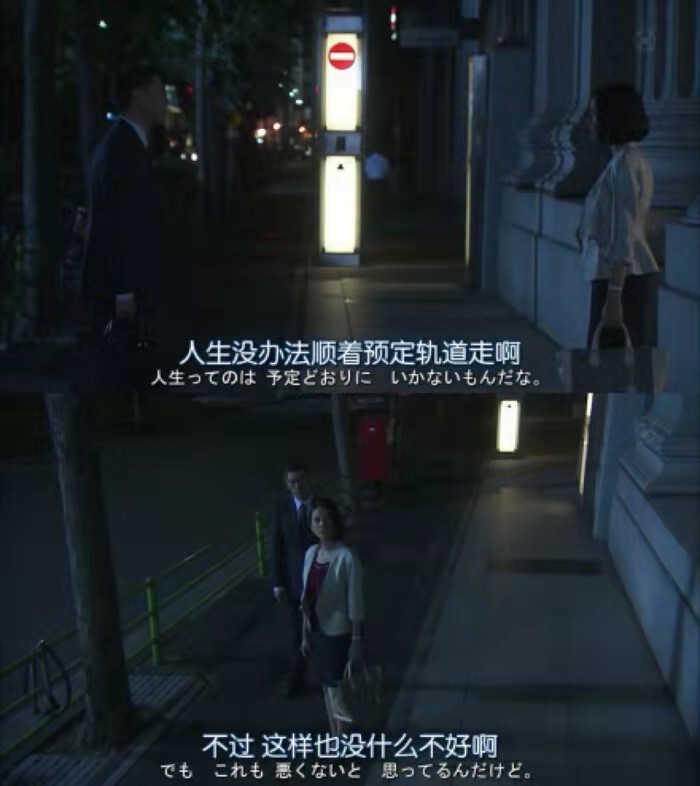 人生没办法顺着预定轨道走啊
人生ってのは 予定どおりに いかないもんだな。
不过 这样也没什么不好啊
でも これも 悪くないと 思ってるんだけど。